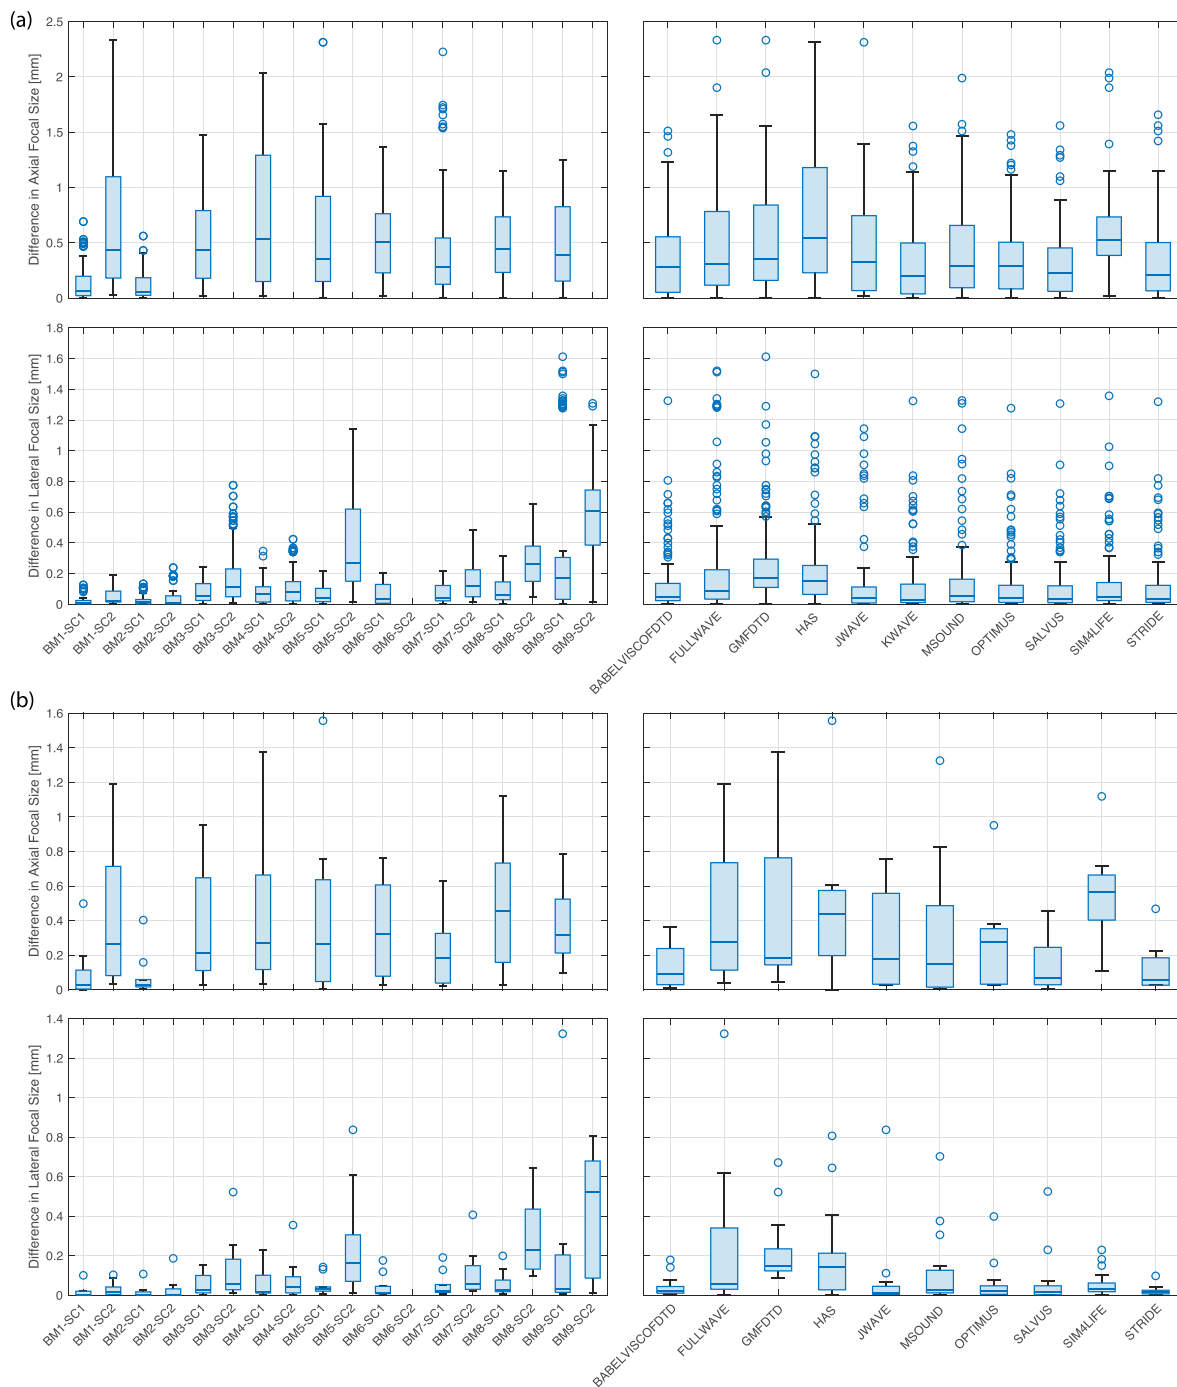 (a)
Difference in Axial Focal Size [mm]
2.5
2
1.5
1
0.5
0
Difference in Lateral Focal Size [mm]
1.8
1.6
1.4
1.2
1
0.8
0.6
0.4
0.2
0
BM1-SC1
BM1-SC2
BM2-SC1
BM2-SC2
BM3-SC1
BM3-SC2
BM4-SC1
BM4-SC2
BM5-SC1
BM5-SC2
BM6-SC1
BM6-SC2
BM7-SC1
BM7-SC2
BM8-SC1
BM8-SC2
BM9-SC1
BM9-SC2
BABELVISCOFDTD
FULLWAVE
GMFDTD
HAS
JWAVE
KWAVE
MSOUND
OPTIMUS
SALVUS
SIM4LIFE
STRIDE
(b)
Difference in Axial Focal Size [mm]
1.6
1.4
1.2
1
0.8
0.6
0.4
0.2
0
Difference in Lateral Focal Size [mm]
1.4
1.2
1
0.8
0.6
0.4
0.2
0
BM1-SC1
BM1-SC2
BM2-SC1
BM2-SC2
BM3-SC1
BM3-SC2
BM4-SC1
BM4-SC2
BM5-SC1
BM5-SC2
BM6-SC1
BM6-SC2
BM7-SC1
BM7-SC2
BM8-SC1
BM8-SC2
BM9-SC1
BM9-SC2
BABELVISCOFDTD
FULLWAVE
GMFDTD
HAS
JWAVE
MSOUND
OPTIMUS
SALVUS
SIM4LIFE
STRIDE